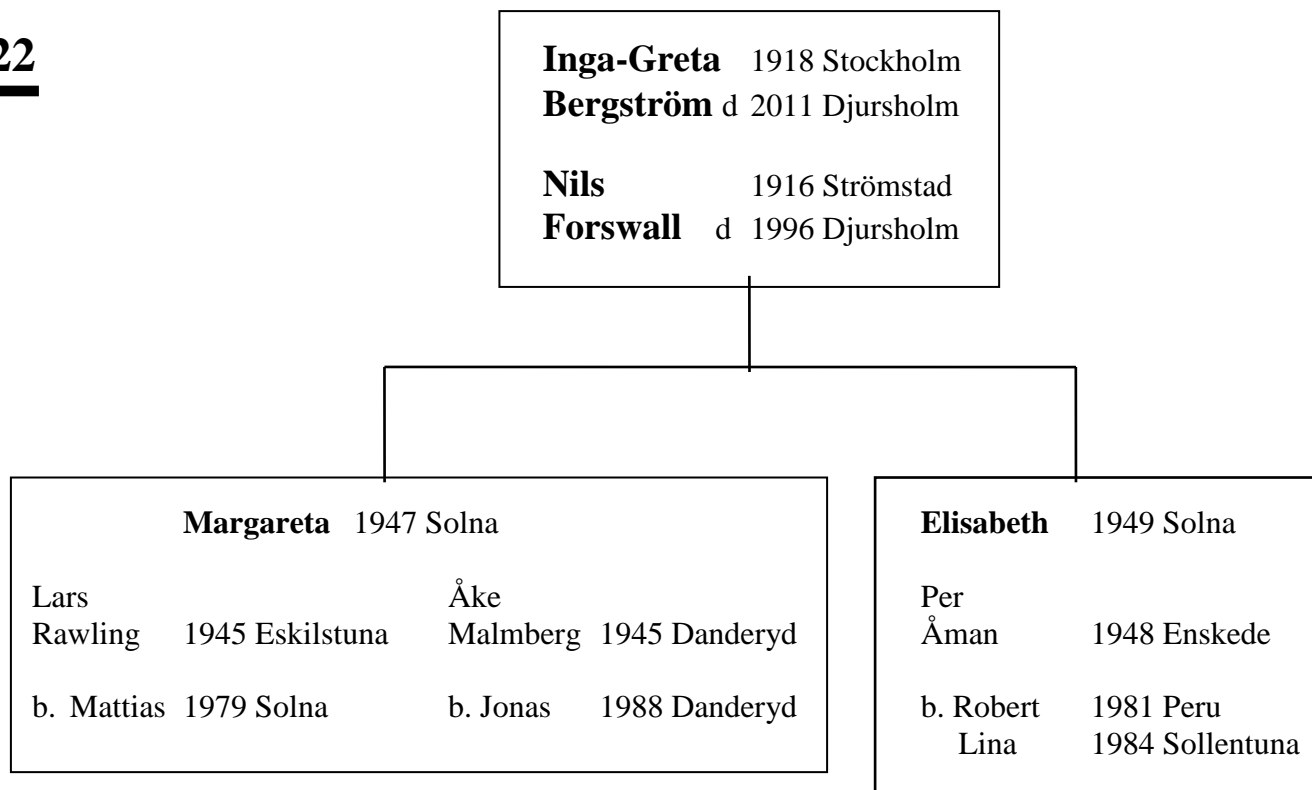 22
Inga-Greta 1918 Stockholm
Bergström d 2011 Djursholm
Nils 1916 Strömstad
Forswall d 1996 Djursholm
Margareta 1947 Solna
Lars Åke
Rawling 1945 Eskilstuna Malmberg 1945 Danderyd
b. Mattias 1979 Solna b. Jonas 1988 Danderyd
Elisabeth 1949 Solna
Per
Åman 1948 Enskede
b. Robert 1981 Peru
Lina 1984 Sollentuna